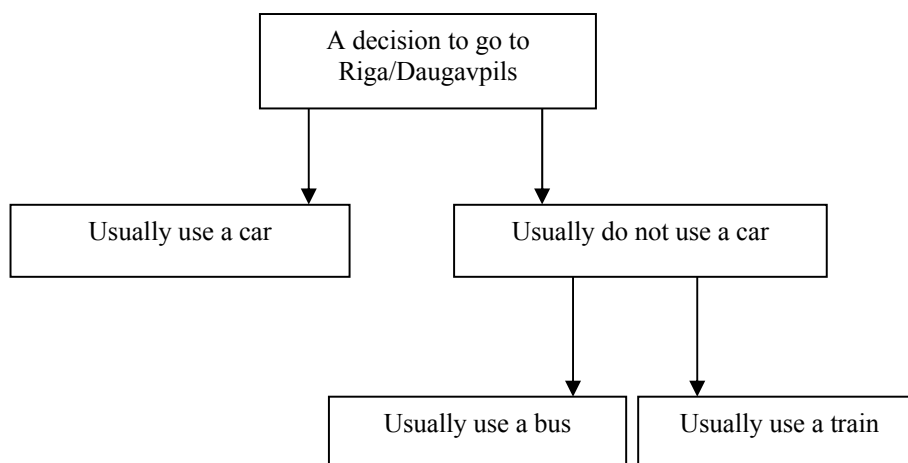 A decision to go to
Riga/Daugavpils
Usually use a car
Usually do not use a car
Usually use a bus
Usually use a train